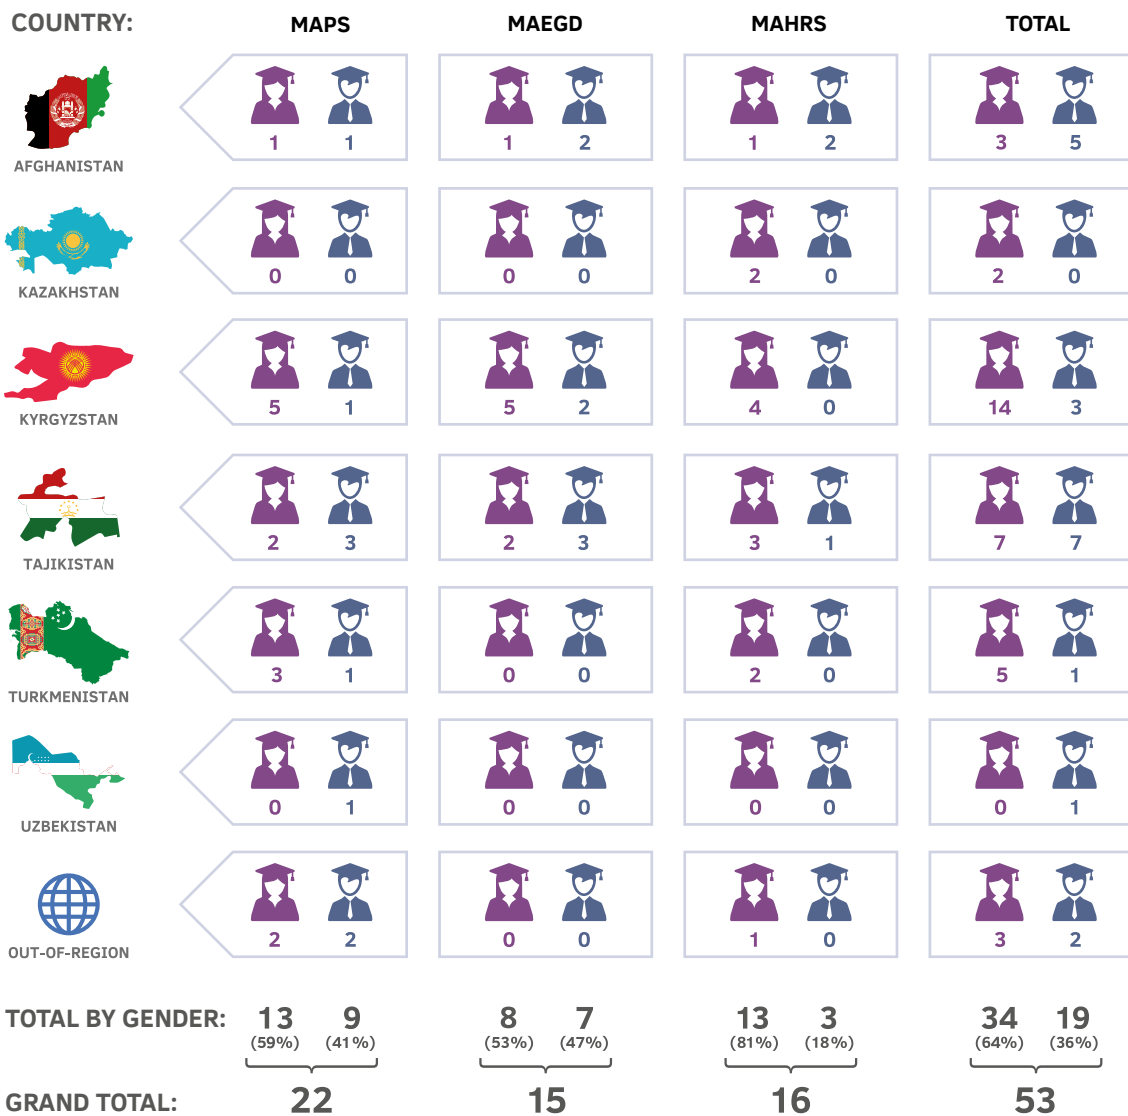 COUNTRY: MAPS MAEGD MAHRS TOTAL
1 1 1 2 1 2 3 5
AFGHANISTAN
0 0 0 0 2 0 2 0
KAZAKHSTAN
5 1 5 2 4 0 14 3
KYRGYZSTAN
2 3 2 3 3 1 7 7
TAJIKISTAN
3 1 0 0 2 0 5 1
TURKMENISTAN
0 1 0 0 0 0 0 1
UZBEKISTAN
2 2 0 0 1 0 3 2
OUT-OF-REGION
TOTAL BY GENDER: 13 9 8 7 13 3 34 19
(59%) (41%) (53%) (47%) (81%) (18%) (64%) (36%)
GRAND TOTAL: 22 15 16 53